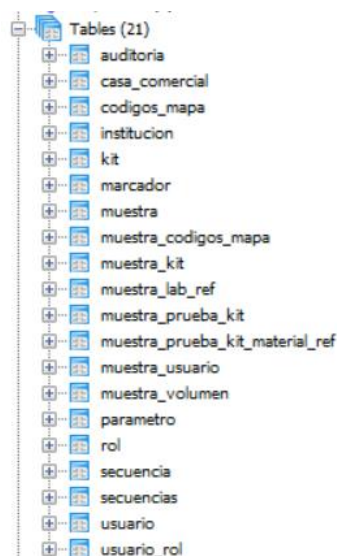 Tables (21)
auditoria
casa_comercial
codigos_mapa
institucion
kit
marcador
muestra
muestra_codigos_mapa
muestra_kit
muestra_lab_ref
muestra_prueba_kit
muestra_prueba_kit_material_ref
muestra_usuario
muestra_volumen
parametro
rol
secuencia
secuencias
usuario
usuario_rol